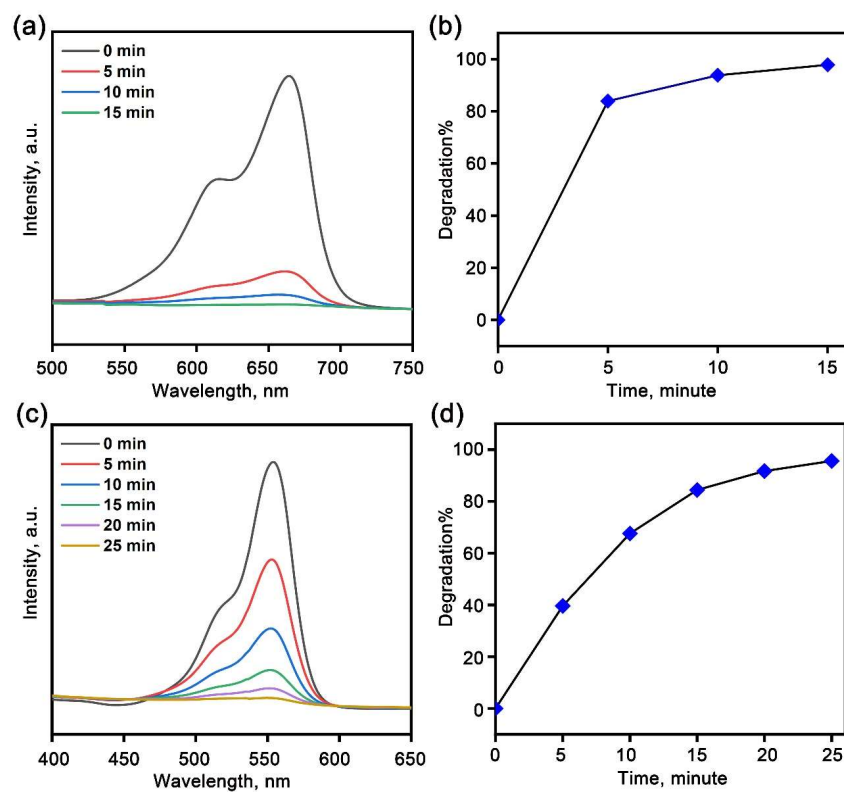 (a)
0 min
5 min
10 min
15 min
Intensity, a.u.
500 550 600 650 700 750
Wavelength, nm
(b)
100
80
60
40
20
0
Degradation%
0 5 10 15
Time, minute
(c)
0 min
5 min
10 min
15 min
20 min
25 min
Intensity, a.u.
400 450 500 550 600 650
Wavelength, nm
(d)
100
80
60
40
20
0
Degradation%
0 5 10 15 20 25
Time, minute